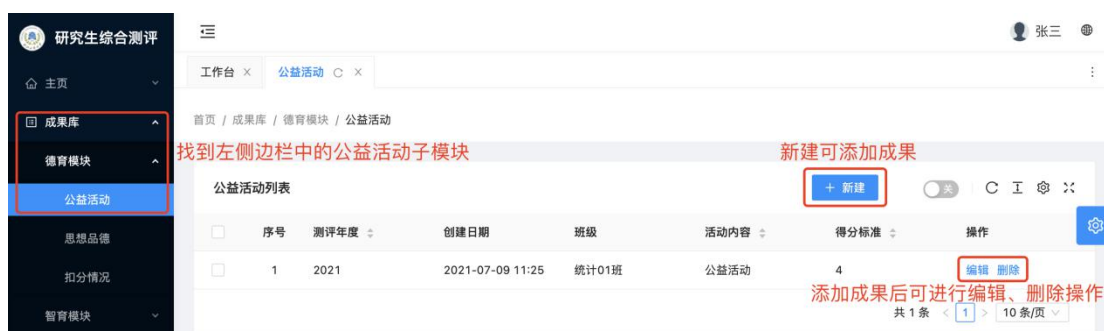 研究生综合测评
张三
主页
工作台 × 公益活动 ×
成果库
首页 / 成果库 / 德育模块 / 公益活动
德育模块
找到左侧边栏中的公益活动子模块
新建可添加成果
公益活动
公益活动列表
+ 新建
关
思想品德
序号 测评年度 创建日期 班级 活动内容 得分标准 操作
扣分情况
1 2021 2021-07-09 11:25 统计01班 公益活动 4 编辑 删除
添加成果后可进行编辑、删除操作
智育模块
共 1 条 < 1 > 10 条/页